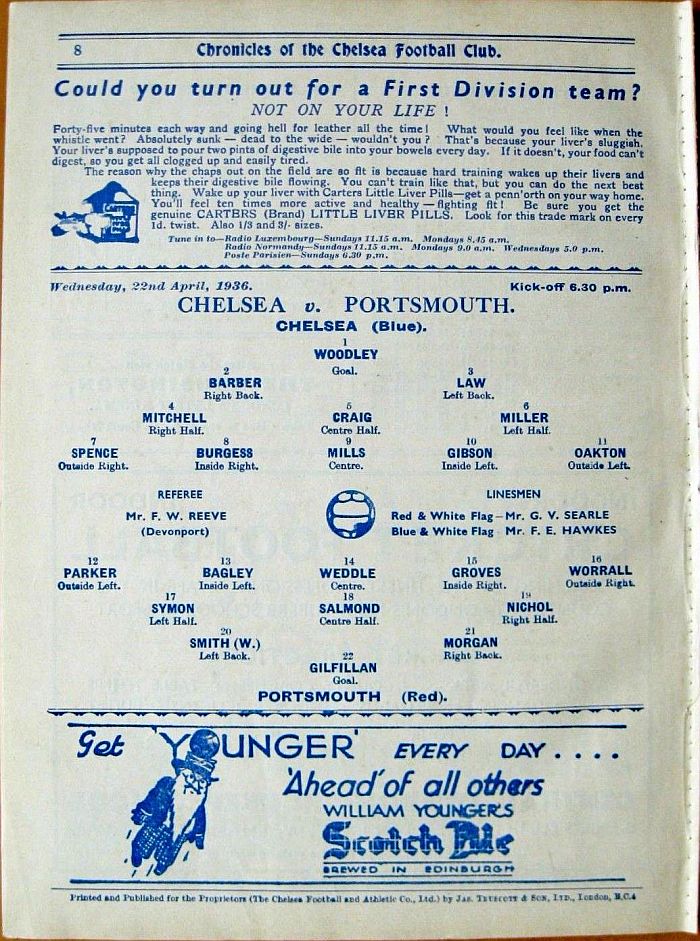 8 Chronicles of the Chelsea Football Club.
Could you turn out for a First Division team?
NOT ON YOUR LIFE !
Forty-five minutes each way and going hell for leather all the time! What would you feel like when the
whistle went? Absolutely sunk — dead to the wide — wouldn't you? That's because your liver's sluggish.
Your liver's supposed to pour two pints of digestive bile into your bowels every day. If it doesn't, your food can't
digest, so you get all clogged up and easily tired.
The reason why the chaps out on the field are so fit is because hard training wakes up their livers and
keeps their digestive bile flowing. You can't train like that, but you can do the next best
thing. Wake up your liver with Carters Little Liver Pills—get a penn'orth on your way home.
You'll feel ten times more active and healthy — fighting fit! Be sure you get the
genuine CARTERS (Brand) LITTLE LIVER PILLS. Look for this trade mark on every
1d. twist. Also 1/3 and 3/- sizes.
Tune in to—Radio Luxembourg—Sundays 11.15 a.m. Mondays 8.45 a.m.
Radio Normandy—Sundays 11.15 a.m. Mondays 9.0 a.m. Wednesdays 5.0 p.m.
Poste Parisien—Sundays 6.30 p.m.
Wednesday, 22nd April, 1936. Kick-off 6.30 p.m.
CHELSEA v. PORTSMOUTH.
CHELSEA (Blue).
1
WOODLEY
Goal.
2 3
BARBER LAW
Right Back. Left Back.
4 5 6
MITCHELL CRAIG MILLER
Right Half. Centre Half. Left Half.
7 8 9 10 11
SPENCE BURGESS MILLS GIBSON OAKTON
Outside Right. Inside Right. Centre. Inside Left. Outside Left.
REFEREE LINESMEN
Mr. F. W. REEVE Red & White Flag—Mr. G. V. SEARLE
(Devonport) Blue & White Flag—Mr. F. E. HAWKES
12 13 14 15 16
PARKER BAGLEY WEDDLE GROVES WORRALL
Outside Left. Inside Left. Centre. Inside Right. Outside Right.
17 18 19
SYMON SALMOND NICHOL
Left Half. Centre Half. Right Half.
20 21
SMITH (W.) MORGAN
Left Back. Right Back.
22
GILFILLAN
Goal.
PORTSMOUTH (Red).
Get 'YOUNGER' EVERY DAY....
'Ahead' of all others
WILLIAM YOUNGER'S
Scotch Ale
BREWED IN EDINBURGH
Printed and Published for the Proprietors (The Chelsea Football and Athletic Co., Ltd.) by Jas. Truscott & Son, Ltd., London, E.C.4